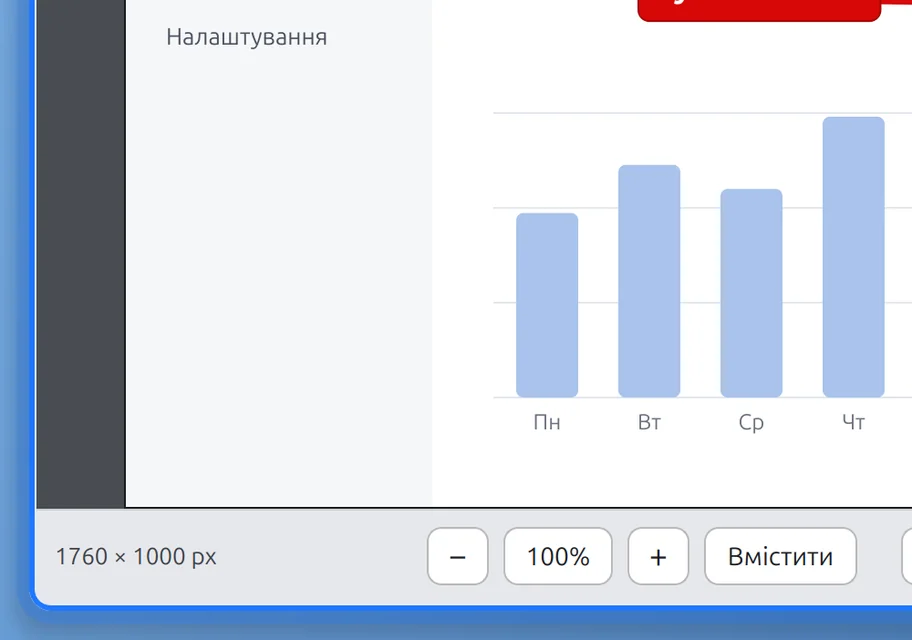 Налаштування
Пн Вт Ср Чт
1760 × 1000 px − 100% + Вмістити